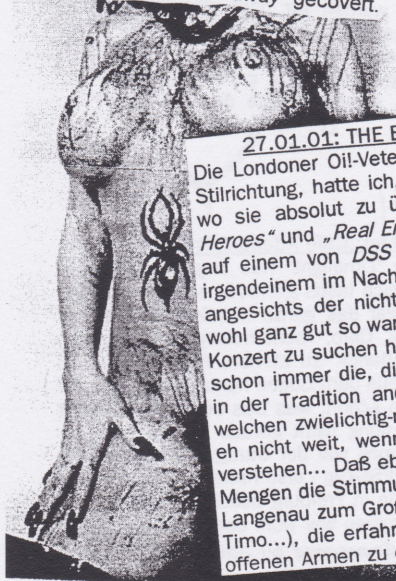 gecovert.
27.01.01: THE B
Die Londoner Oi!-Vete
Stilrichtung, hatte ich
wo sie absolut zu ü
Heroes" und „Real En
auf einem von DSS
irgendeinem im Nach
angesichts der nicht
wohl ganz gut so war
Konzert zu suchen h
schon immer die, di
in der Tradition and
welchen zwielichtig-r
eh nicht weit, wenn
verstehen... Daß eb
Mengen die Stimmu
Langenau zum Grof
Timo...), die erfahr
offenen Armen zu